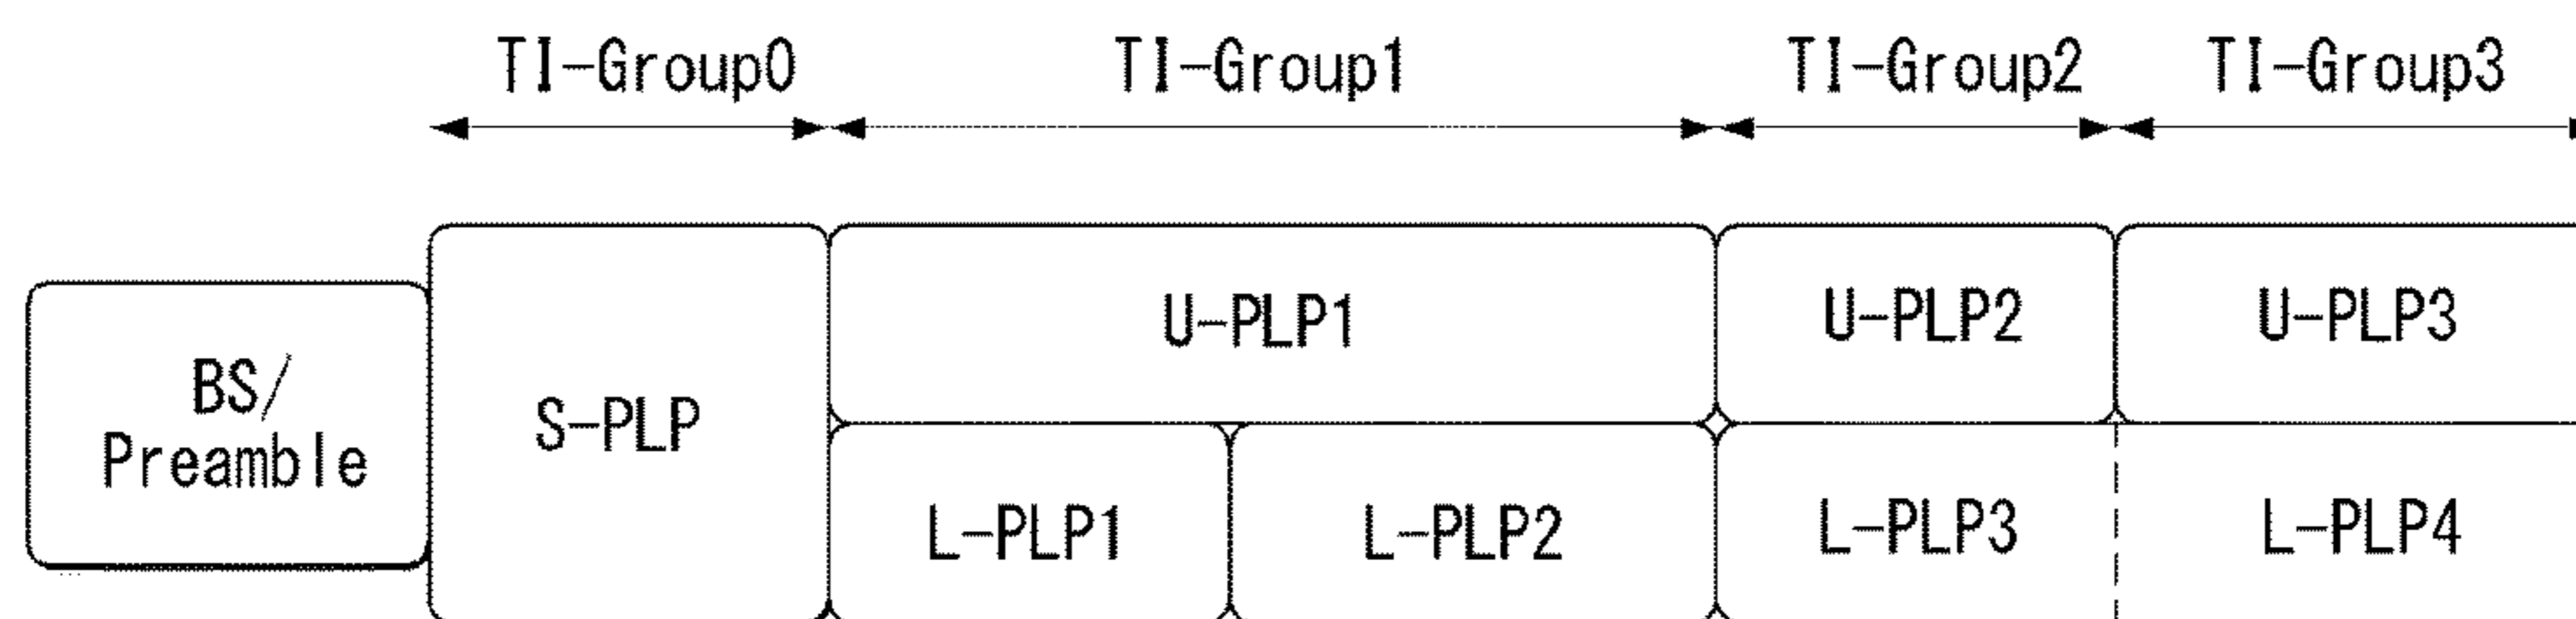 TI-Group0 TI-Group1 TI-Group2 TI-Group3
BS/
Preamble
S-PLP
U-PLP1 U-PLP2 U-PLP3
L-PLP1 L-PLP2 L-PLP3 L-PLP4